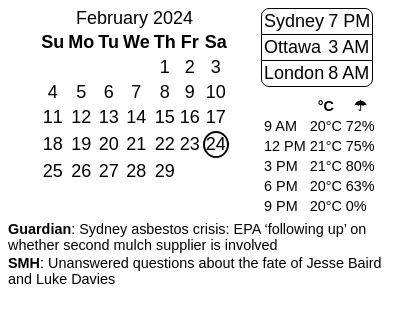 February 2024
Su Mo Tu We Th Fr Sa
1 2 3
4 5 6 7 8 9 10
11 12 13 14 15 16 17
18 19 20 21 22 23 24
25 26 27 28 29
Sydney 7 PM
Ottawa 3 AM
London 8 AM
°C ☂
9 AM 20°C 72%
12 PM 21°C 75%
3 PM 21°C 80%
6 PM 20°C 63%
9 PM 20°C 0%
Guardian: Sydney asbestos crisis: EPA ‘following up’ on
whether second mulch supplier is involved
SMH: Unanswered questions about the fate of Jesse Baird
and Luke Davies